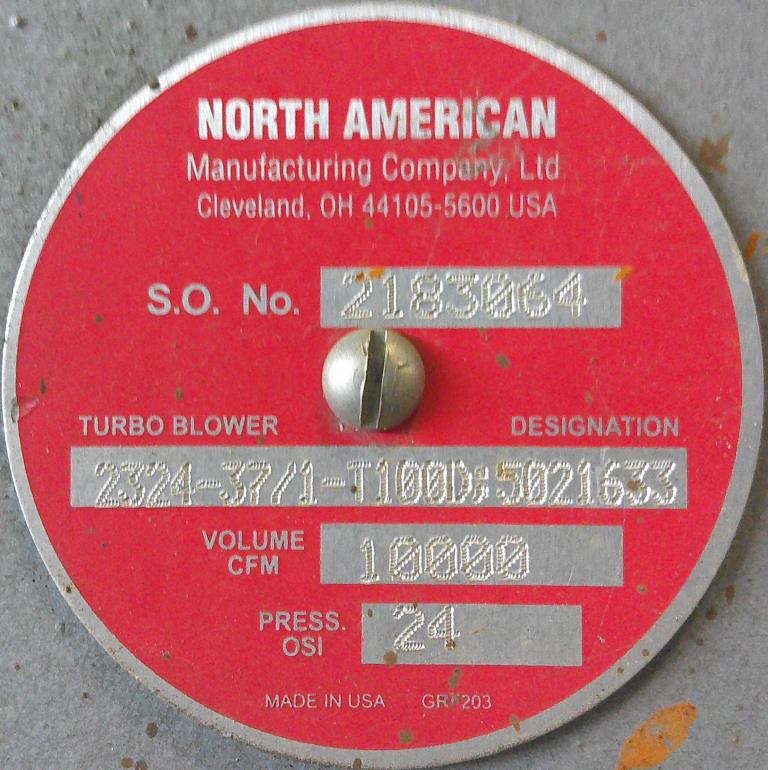 NORTH AMERICAN
Manufacturing Company, Ltd
Cleveland, OH 44105-5600 USA
S.O. No. 2183064
TURBO BLOWER DESIGNATION
2324-37/1-T100D:5021633
VOLUME CFM 10000
PRESS. OSI 24
MADE IN USA